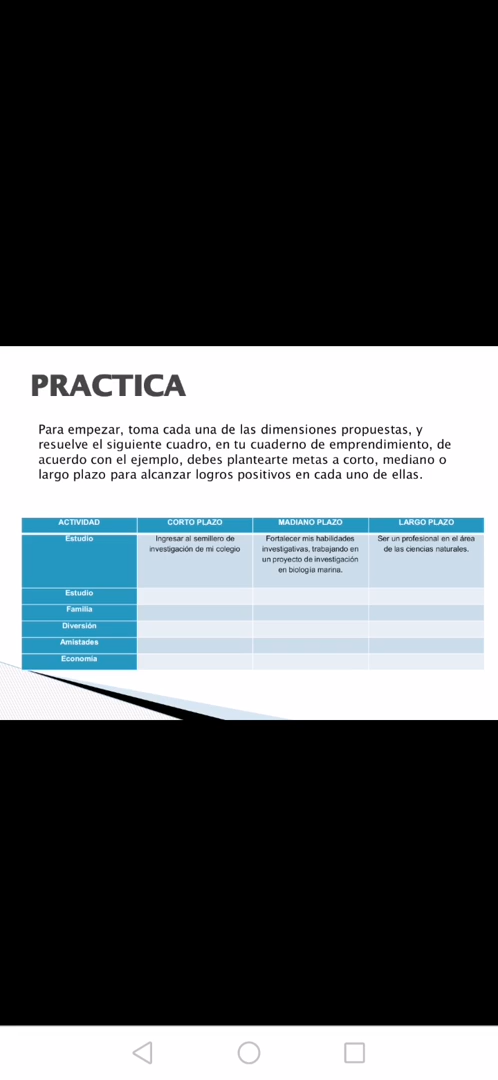 PRACTICA
Para empezar, toma cada una de las dimensiones propuestas, y
resuelve el siguiente cuadro, en tu cuaderno de emprendimiento, de
acuerdo con el ejemplo, debes plantearte metas a corto, mediano o
largo plazo para alcanzar logros positivos en cada uno de ellas.
ACTIVIDAD CORTO PLAZO MADIANO PLAZO LARGO PLAZO
Estudio Ingresar al semillero de Fortalecer mis habilidades Ser un profesional en el área
investigación de mi colegio investigativas, trabajando en de las ciencias naturales.
un proyecto de investigación
en biología marina.
Estudio
Familia
Diversión
Amistades
Economía